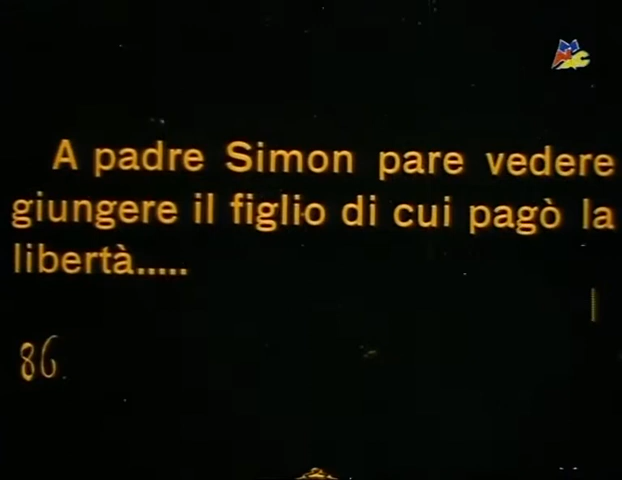 A padre Simon pare vedere
giungere il figlio di cui pagò la
libertà.....
86